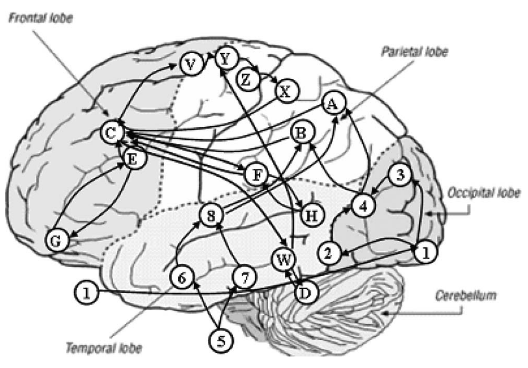 Frontal lobe
Parietal lobe
V
Y
Z
X
A
C
B
E
F
3
Occipital lobe
4
8
H
G
2
1
W
6
7
D
1
Cerebellum
5
Temporal lobe